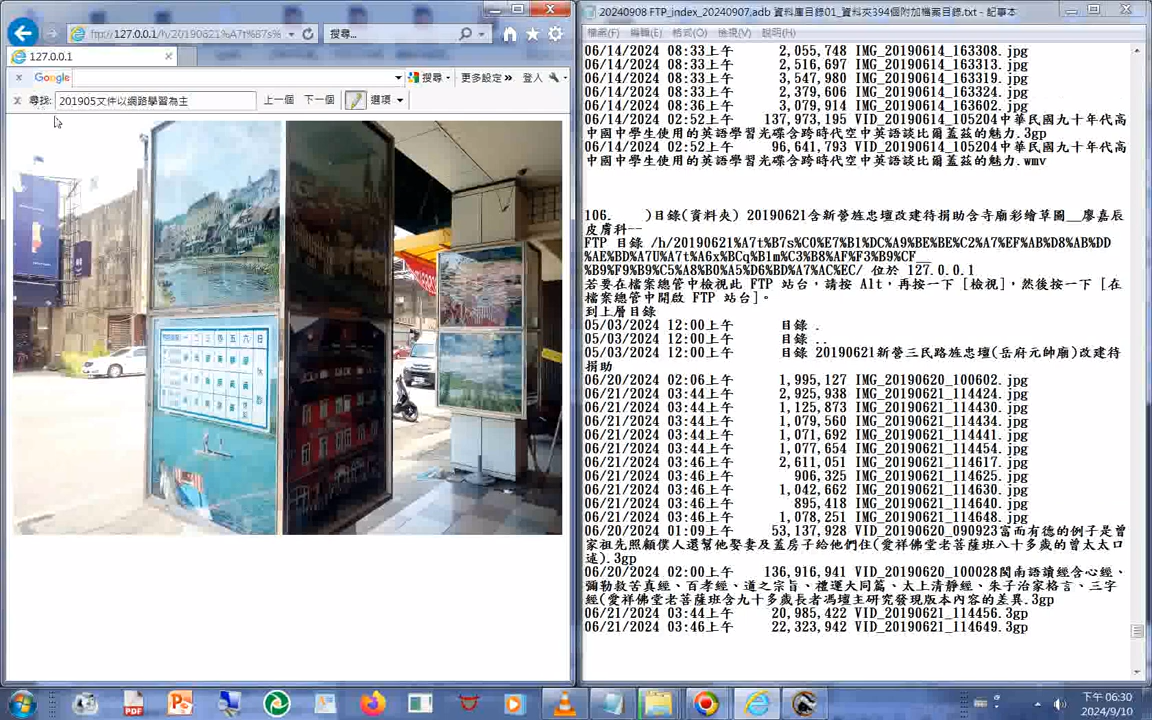 ftp://127.0.0.1/h/20190621%A7t%B7s%
搜尋...
127.0.0.1
Google
搜尋
更多設定 »
登入
尋找: 201905文件以網路學習為主
上一個
下一個
選項
20240908 FTP_index_20240907.adb 資料庫目錄01_資料夾394個附加檔案目錄.txt - 記事本
檔案(F) 編輯(E) 格式(O) 檢視(V) 說明(H)
06/14/2024 08:33上午 2,055,748 IMG_20190614_163308.jpg
06/14/2024 08:33上午 2,516,697 IMG_20190614_163313.jpg
06/14/2024 08:33上午 3,547,980 IMG_20190614_163319.jpg
06/14/2024 08:33上午 2,379,606 IMG_20190614_163324.jpg
06/14/2024 08:36上午 3,079,914 IMG_20190614_163602.jpg
06/14/2024 02:52上午 137,973,195 VID_20190614_105204中華民國九十年代高
中國中學生使用的英語學習光碟含跨時代空中英語談比爾蓋茲的魅力.3gp
06/14/2024 02:52上午 96,641,793 VID_20190614_105204中華民國九十年代高
中國中學生使用的英語學習光碟含跨時代空中英語談比爾蓋茲的魅力.wmv
106. )目錄(資料夾) 20190621含新營旌忠壇改建待捐助含寺廟彩繪草圖__廖嘉辰
皮膚科--
FTP 目錄 /h/20190621%A7t%B7s%C0%E7%B1%DC%A9%BE%BE%C2%A7%EF%AB%D8%AB%DD
%AE%BD%A7U%A7t%A6x%BCq%B1m%C3%B8%AF%F3%B9%CF__
%B9%F9%B9%C5%A8%B0%A5%D6%BD%A7%AC%EC/ 位於 127.0.0.1
若要在檔案總管中檢視此 FTP 站台，請按 Alt，再按一下 [檢視]，然後按一下 [在
檔案總管中開啟 FTP 站台]。
到上層目錄
05/03/2024 12:00上午 目錄 .
05/03/2024 12:00上午 目錄 ..
05/03/2024 12:00上午 目錄 20190621新營三民路旌忠壇(岳府元帥廟)改建待
捐助
06/20/2024 02:06上午 1,995,127 IMG_20190620_100602.jpg
06/21/2024 03:44上午 2,925,938 IMG_20190621_114424.jpg
06/21/2024 03:44上午 1,125,873 IMG_20190621_114430.jpg
06/21/2024 03:44上午 1,079,560 IMG_20190621_114434.jpg
06/21/2024 03:44上午 1,071,692 IMG_20190621_114441.jpg
06/21/2024 03:44上午 1,077,654 IMG_20190621_114454.jpg
06/21/2024 03:46上午 2,611,051 IMG_20190621_114617.jpg
06/21/2024 03:46上午 906,325 IMG_20190621_114625.jpg
06/21/2024 03:46上午 1,042,662 IMG_20190621_114630.jpg
06/21/2024 03:46上午 895,418 IMG_20190621_114640.jpg
06/21/2024 03:46上午 1,078,251 IMG_20190621_114648.jpg
06/20/2024 01:09上午 53,137,928 VID_20190620_090923富而有德的例子是曾
家祖先照顧僕人還幫他娶妻及蓋房子給他們住(愛祥佛堂老菩薩班八十多歲的曾太太口
述).3gp
06/20/2024 02:00上午 136,916,941 VID_20190620_100028閩南語讀經含心經、
彌勒救苦真經、百孝經、道之宗旨、禮運大同篇、太上清靜經、朱子治家格言、三字
經(愛祥佛堂老菩薩班含九十多歲長者馮壇主研究發現版本內容的差異.3gp
06/21/2024 03:44上午 20,985,422 VID_20190621_114456.3gp
06/21/2024 03:46上午 22,323,942 VID_20190621_114649.3gp
PDF
下午 06:30
2024/9/10